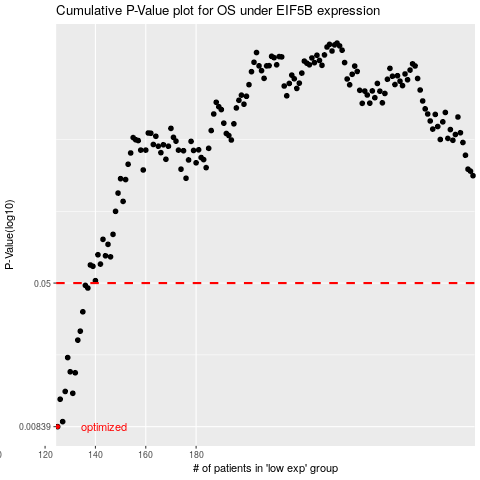 Cumulative P-Value plot for OS under EIF5B expression
P-Value(log10)
0.05
0.00839
optimized
0
120
140
160
180
# of patients in 'low exp' group